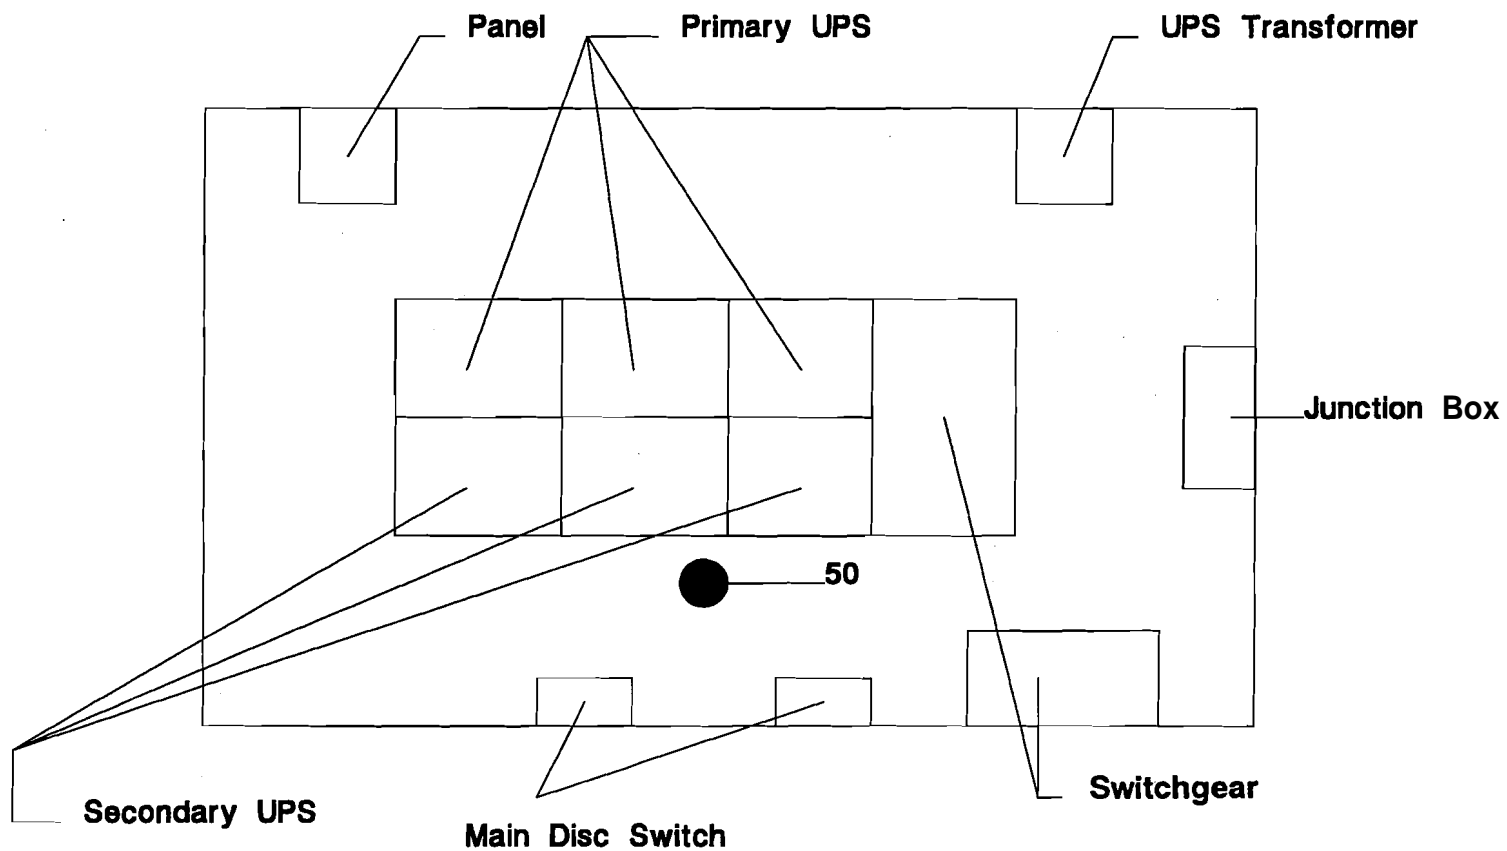 Panel
Primary UPS
UPS Transformer
Junction Box
50
Switchgear
Secondary UPS
Main Disc Switch